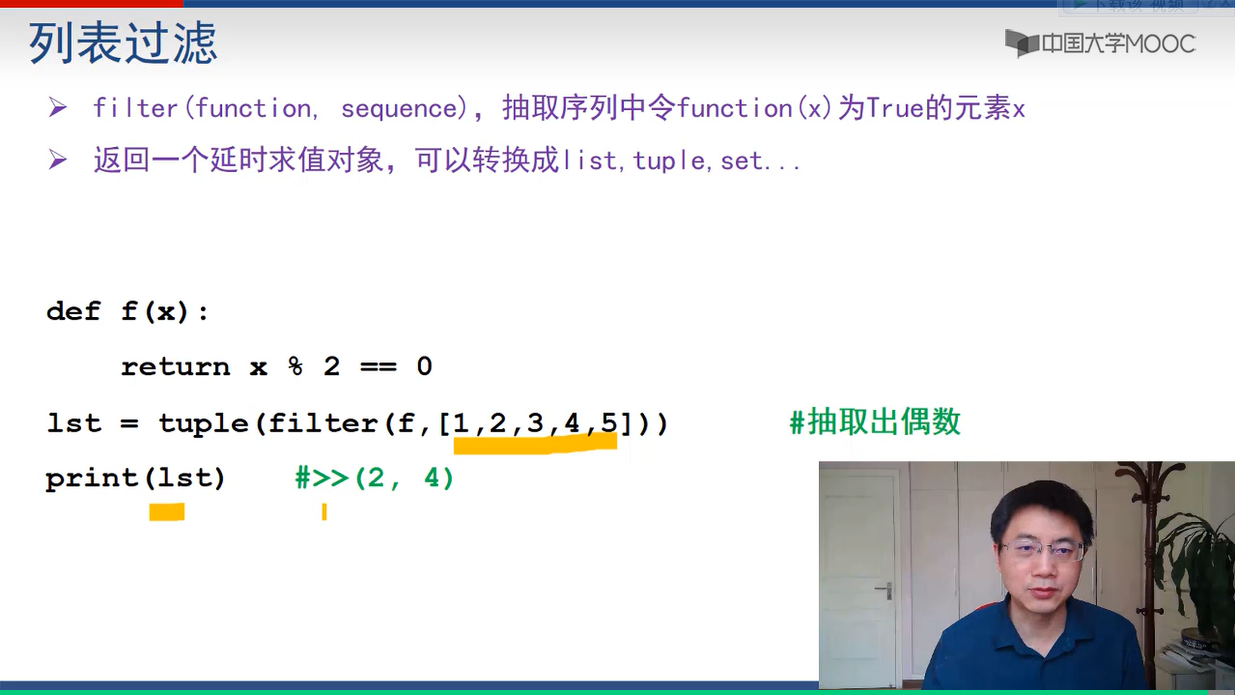 列表过滤
中国大学MOOC
filter(function, sequence)，抽取序列中令function(x)为True的元素x
返回一个延时求值对象，可以转换成list,tuple,set...
def f(x):
    return x % 2 == 0
lst = tuple(filter(f,[1,2,3,4,5])) #抽取出偶数
print(lst) #>>(2, 4)